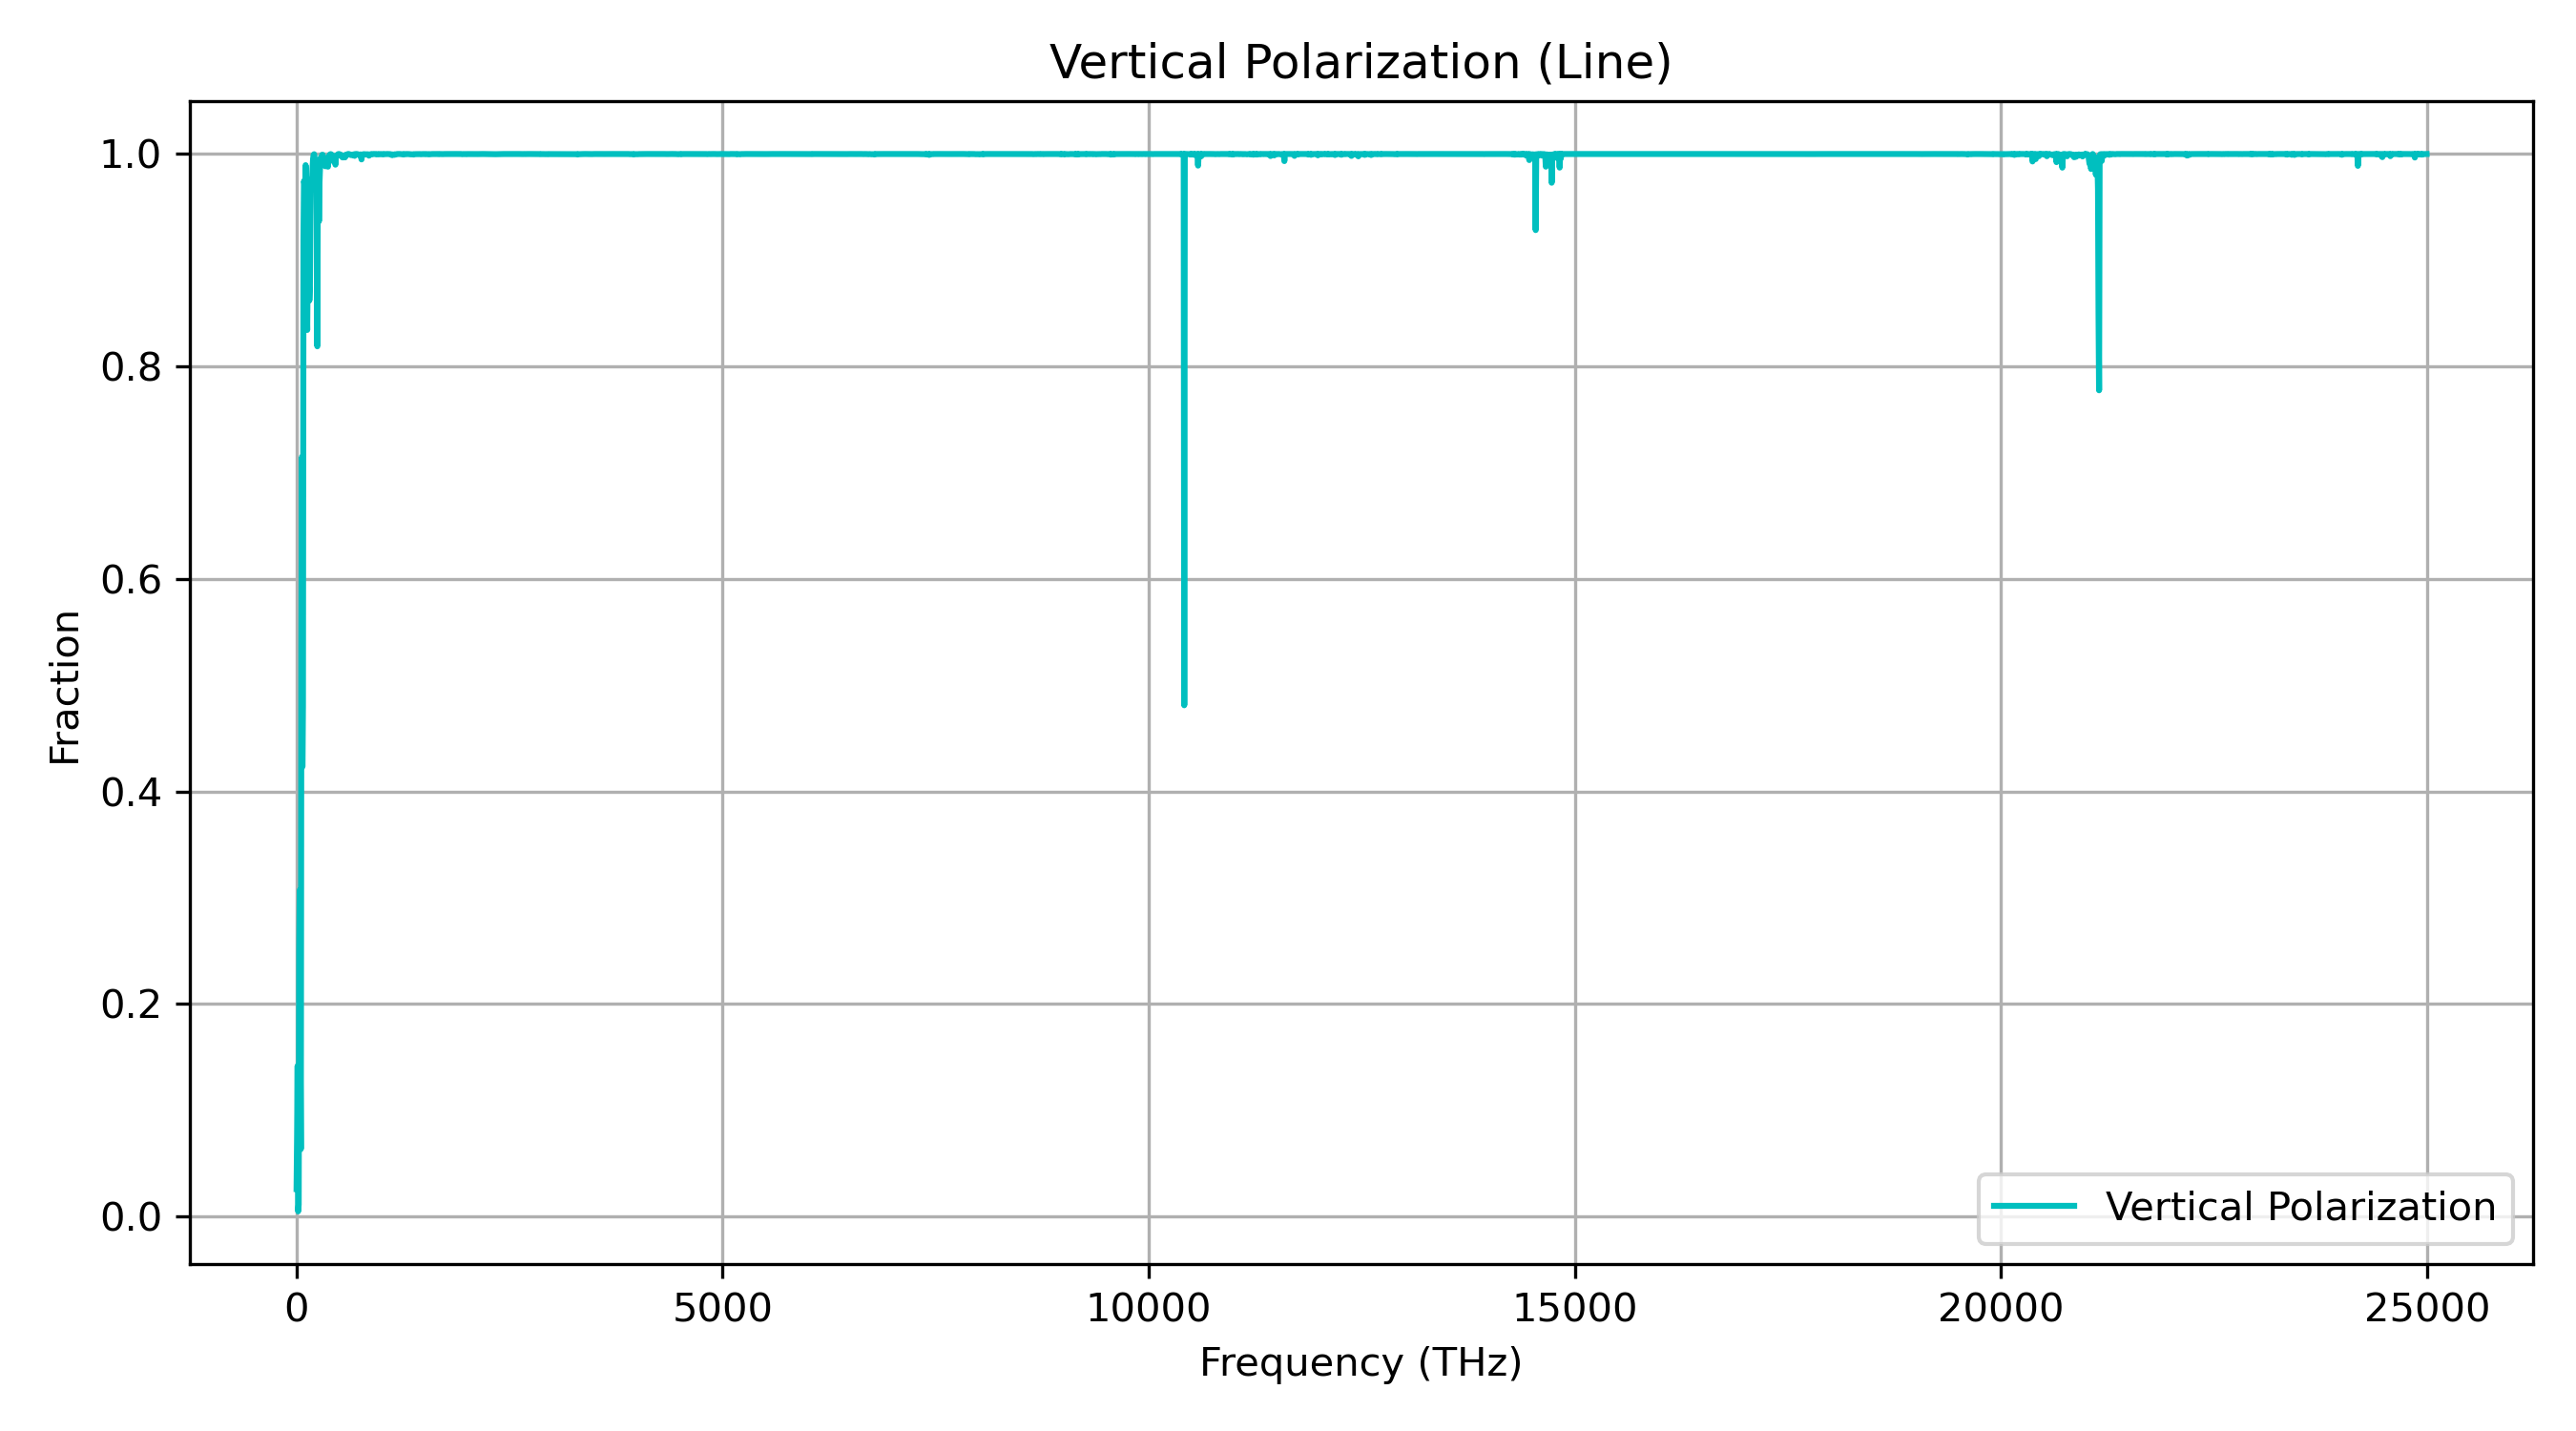 Vertical Polarization (Line)
1.0
0.8
0.6
0.4
0.2
0.0
Fraction
0 5000 10000 15000 20000 25000
Frequency (THz)
Vertical Polarization